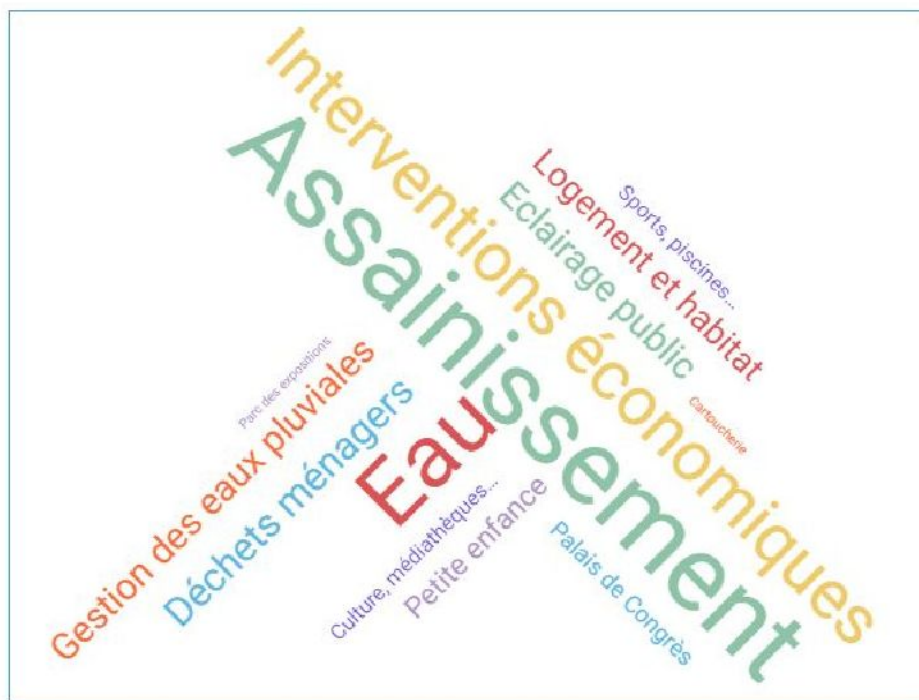 Interventions économiques
Assainissement
Logement et habitat
Sports, piscines...
Eclairage public
Parc des expositions
Gestion des eaux pluviales
Déchets ménagers
Eau
Cartoucherie
Culture, médiathèques...
Petite enfance
Palais de Congrès